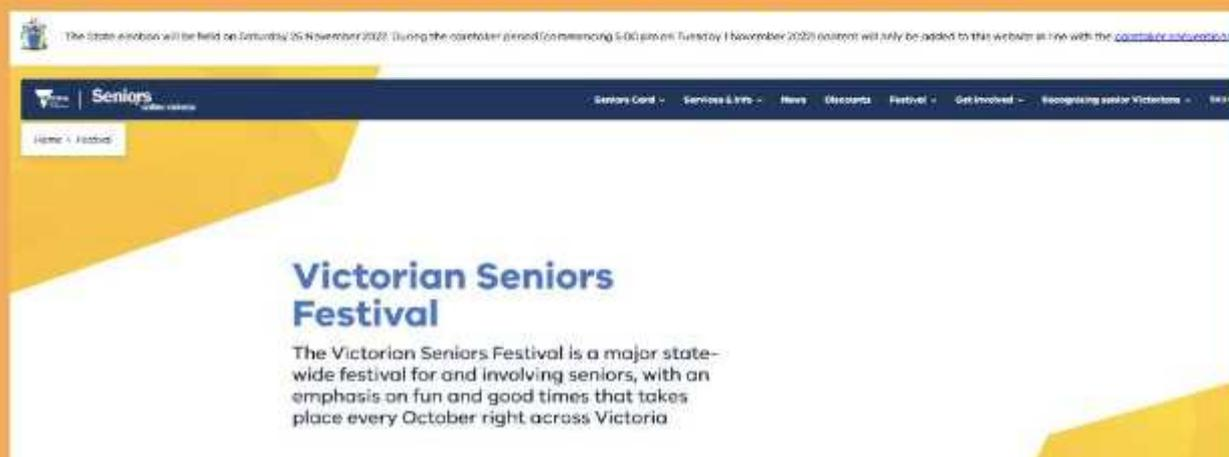 The State election will be held on Saturday 26 November 2022. During the caretaker period (commencing 6:00 pm on Tuesday 1 November 2022) content will only be added to this website in line with the caretaker conventions
Seniors
Seniors Card Services & Info News Discounts Festival Get involved Recognising senior Victorians
Home Festival
Victorian Seniors
Festival
The Victorian Seniors Festival is a major state-
wide festival for and involving seniors, with an
emphasis on fun and good times that takes
place every October right across Victoria